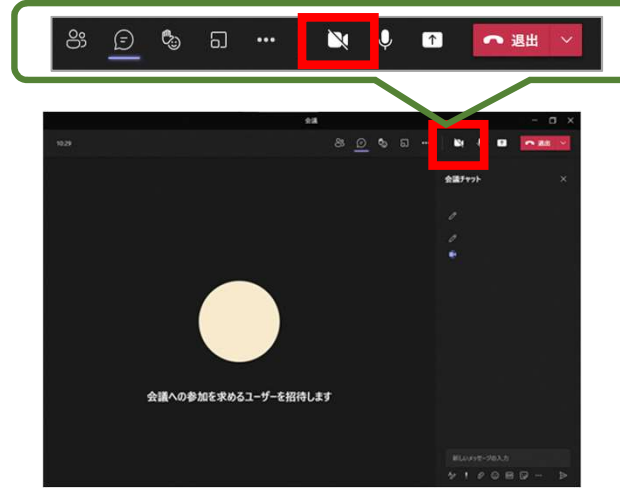 退出
会議
10:29
退出
会議チャット
会議への参加を求めるユーザーを招待します
新しいメッセージの入力